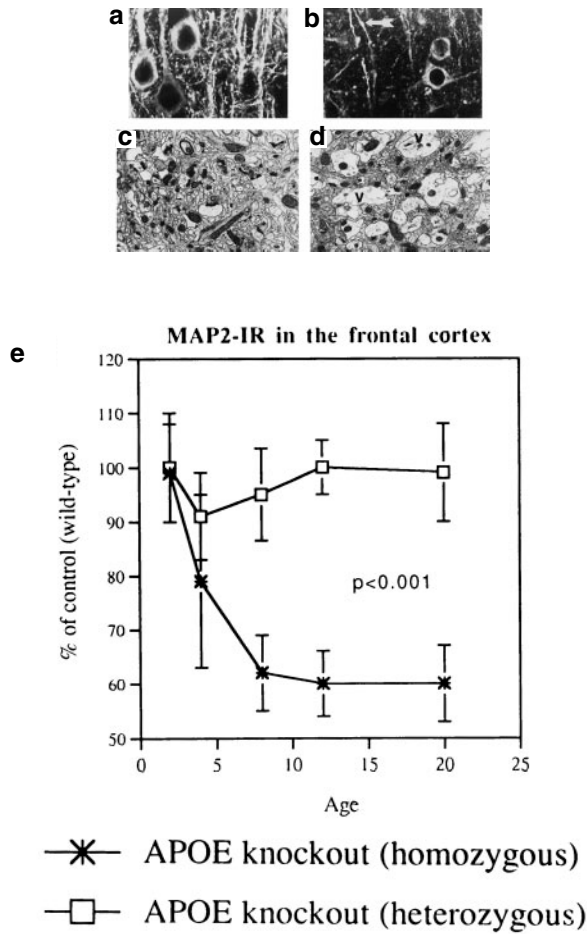 a
b
c
d
v
v
e
MAP2-IR in the frontal cortex
% of control (wild-type)
120
110
100
90
80
70
60
50
p<0.001
0
5
10
15
20
25
Age
APOE knockout (homozygous)
APOE knockout (heterozygous)